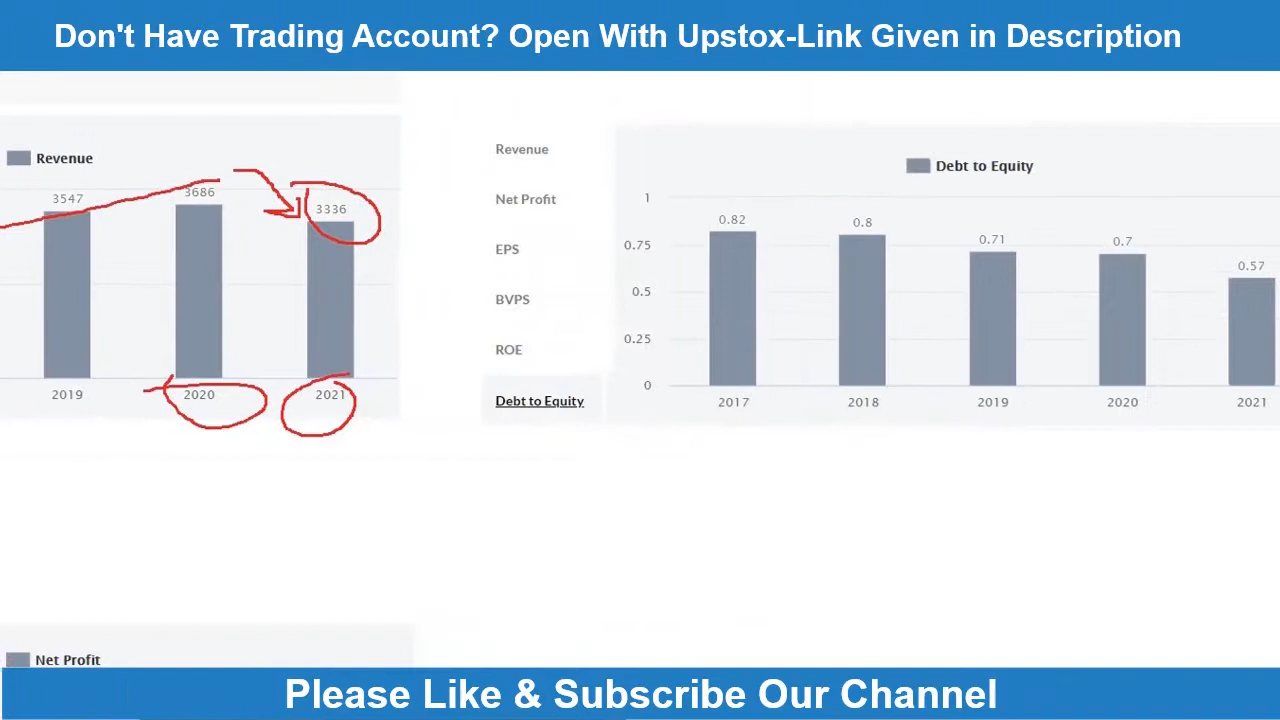 Don't Have Trading Account? Open With Upstox-Link Given in Description
Revenue
3547
3686
3336
2019
2020
2021
Revenue
Net Profit
EPS
BVPS
ROE
Debt to Equity
Debt to Equity
1
0.75
0.5
0.25
0
0.82
0.8
0.71
0.7
0.57
2017
2018
2019
2020
2021
Net Profit
Please Like & Subscribe Our Channel